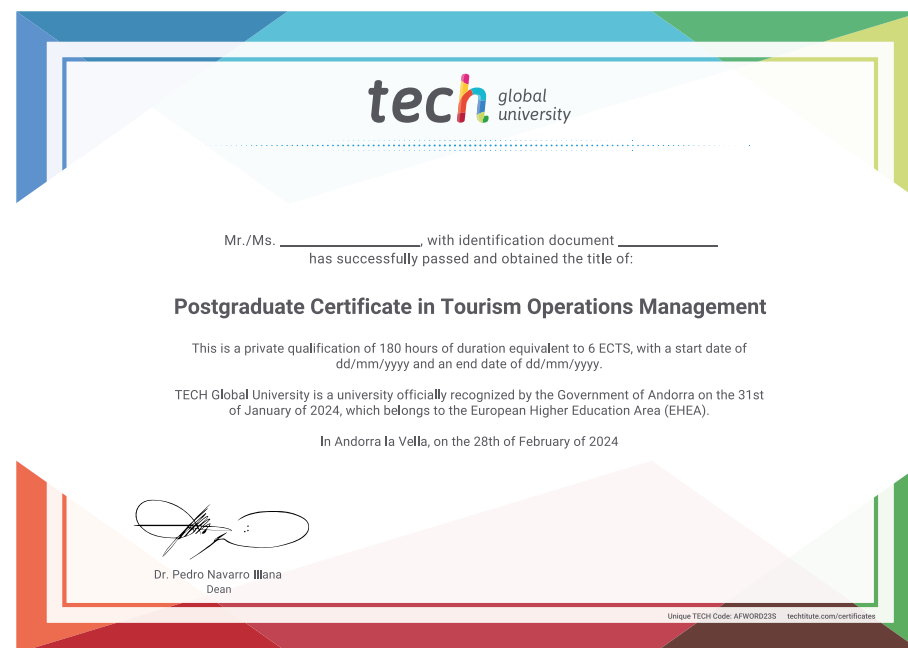 tech global
university
Mr./Ms. ____________________, with identification document ______________
has successfully passed and obtained the title of:
Postgraduate Certificate in Tourism Operations Management
This is a private qualification of 180 hours of duration equivalent to 6 ECTS, with a start date of
dd/mm/yyyy and an end date of dd/mm/yyyy.
TECH Global University is a university officially recognized by the Government of Andorra on the 31st
of January of 2024, which belongs to the European Higher Education Area (EHEA).
In Andorra la Vella, on the 28th of February of 2024
Dr. Pedro Navarro Illana
Dean
Unique TECH Code: AFWORD23S techtitute.com/certificates